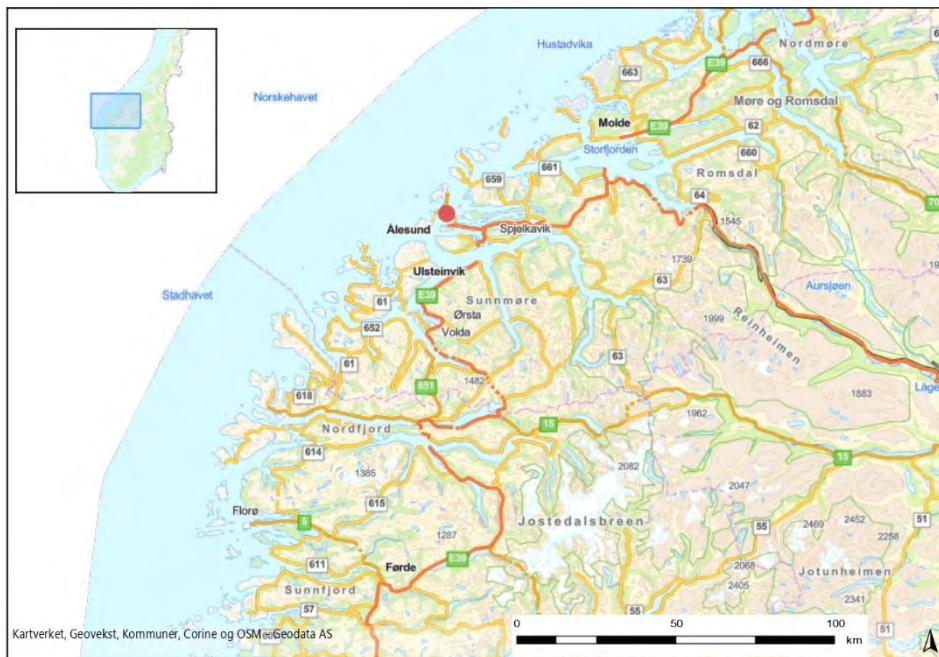 Hustadvika
Nordmøre
E39
666
663
Norskehavet
Møre og Romsdal
Molde
E39
62
Storfjorden
660
661
Romsdal
659
64
70
1545
Ålesund
Spjelkavik
1739
Ulsteinvik
63
Aursjøen
Stadhavet
E39
61
Sunnmøre
Ørsta
1999
Reinheimen
652
Volda
61
63
1482
651
1883
618
1962
15
Nordfjord
614
15
2082
1385
2047
615
Florø
5
Jostedalsbreen
2469
2452
51
55
1287
2258
611
E39
2068
Jotunheimen
Førde
2405
2341
Sunnfjord
57
55
51
0
50
100
km
Kartverket, Geovekst, Kommuner, Corine og OSM - Geodata AS